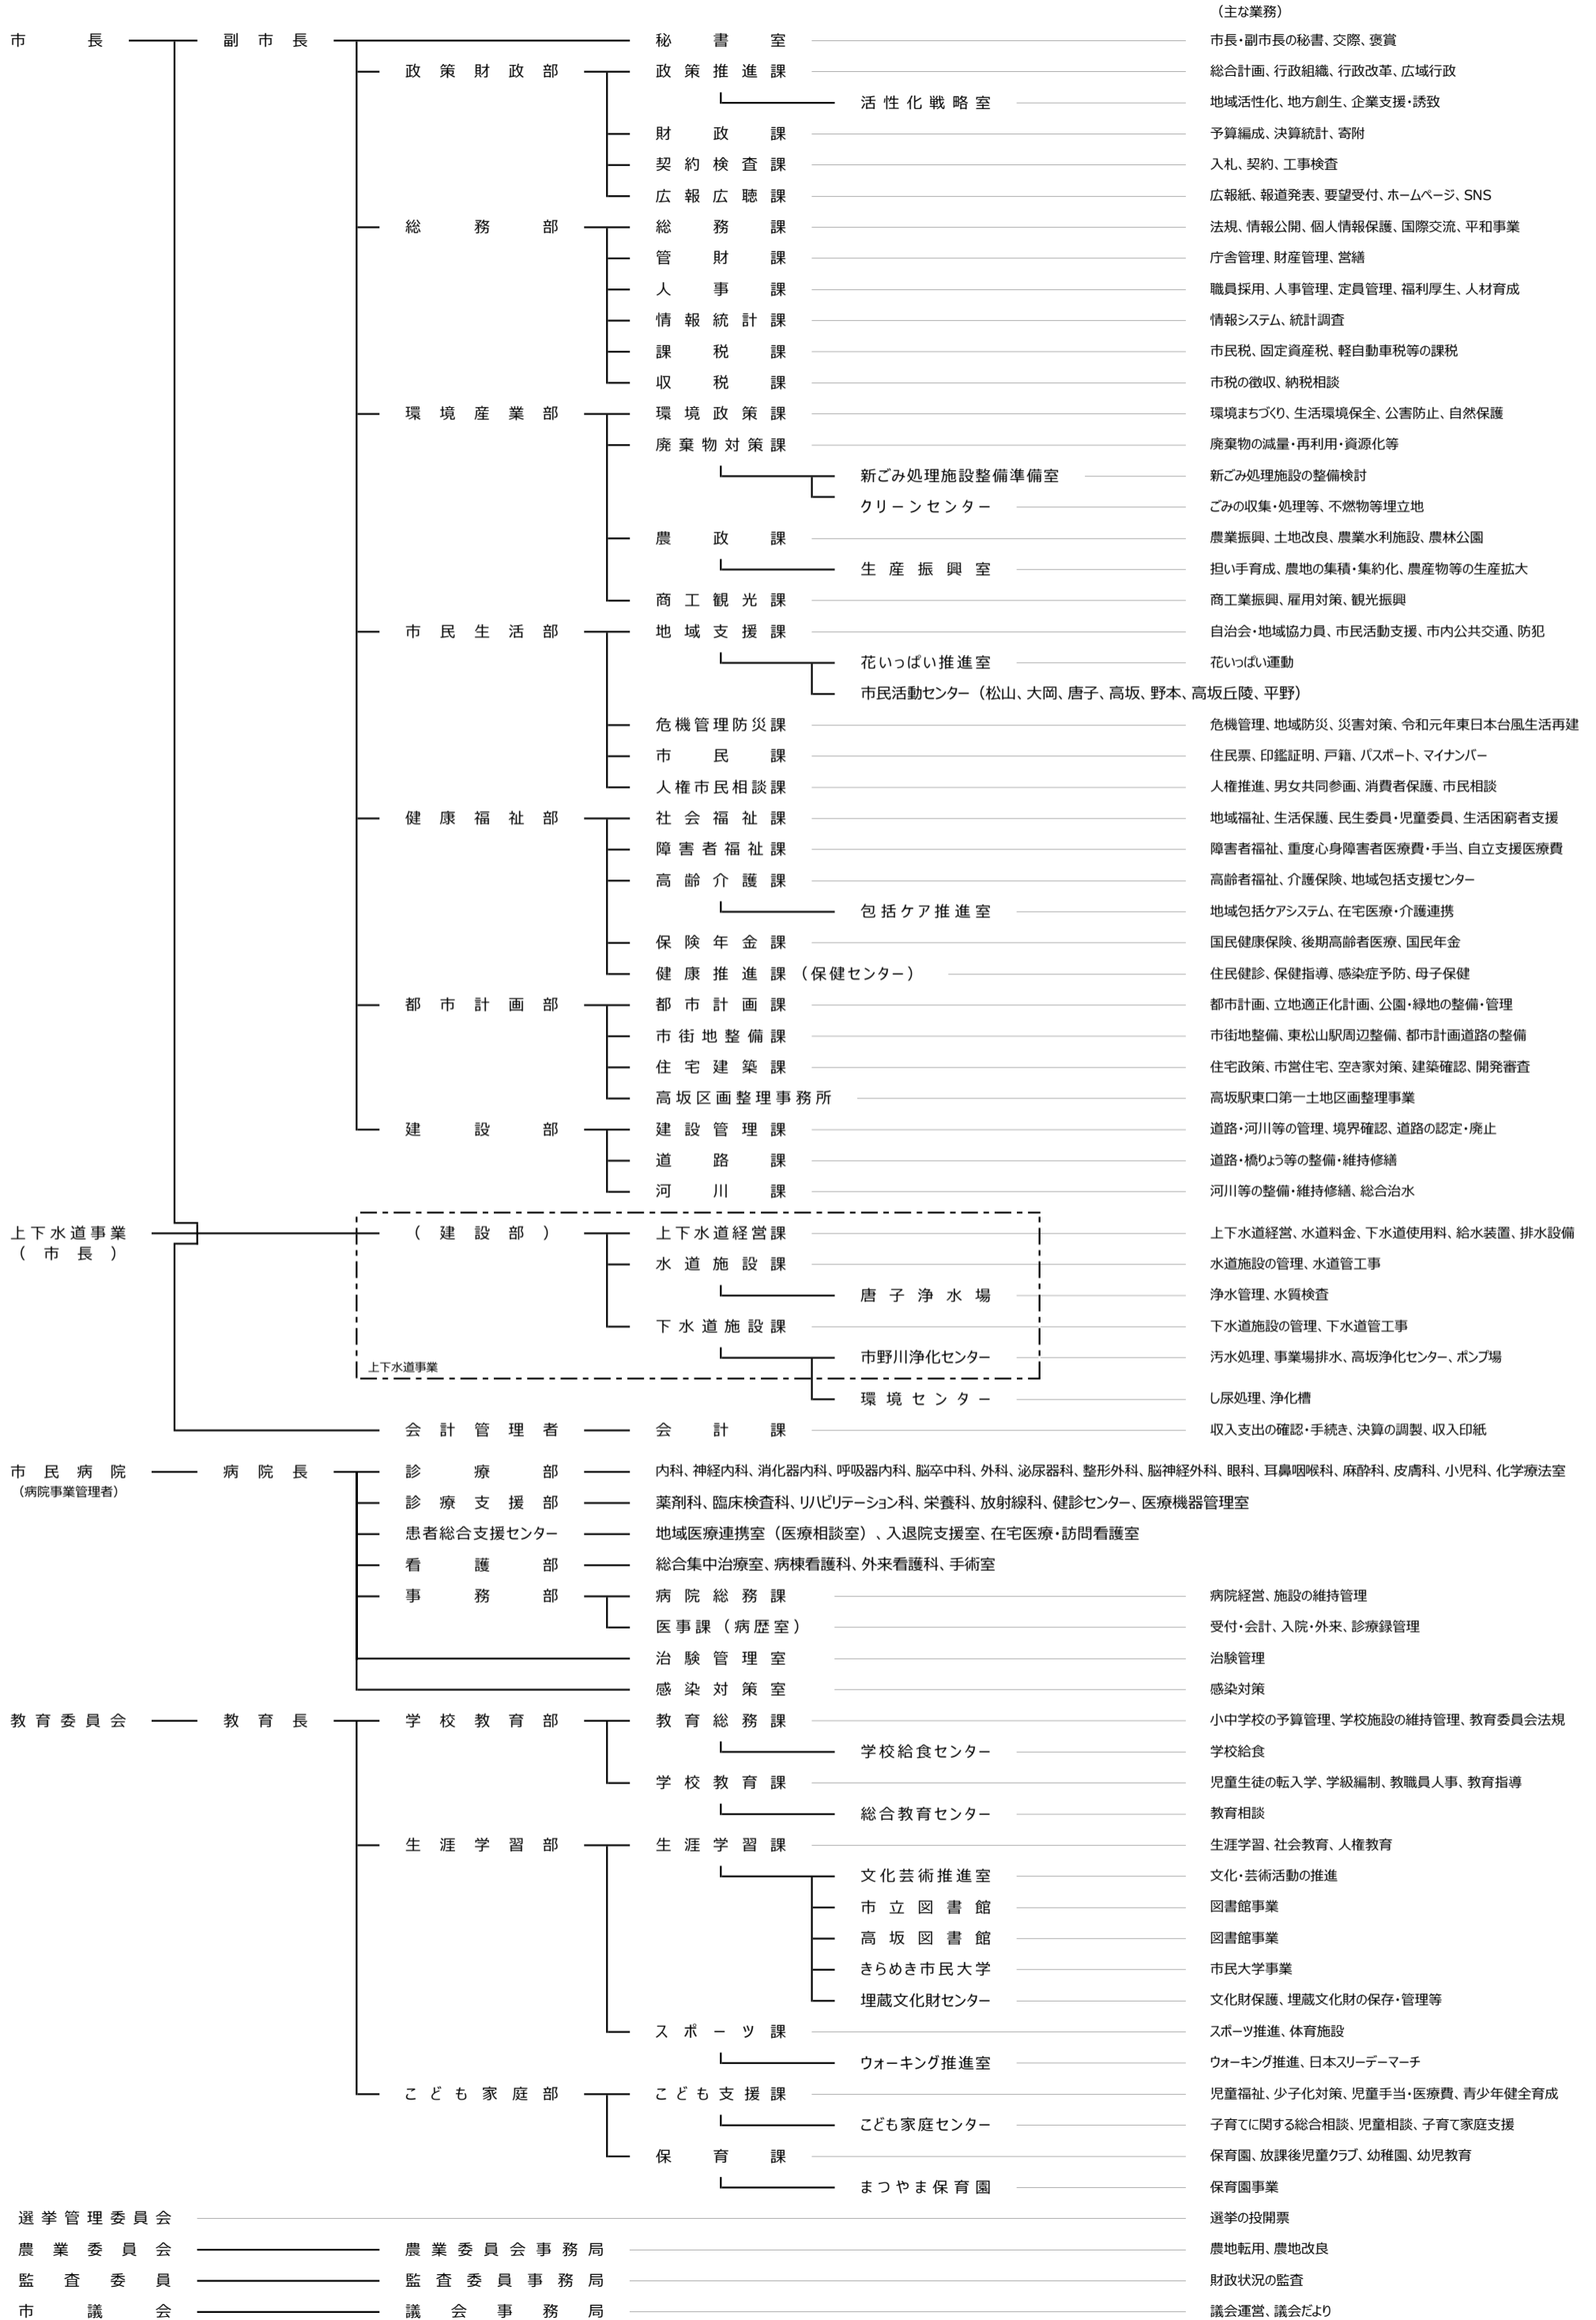 （主な業務）
市長 副市長 秘書室 市長・副市長の秘書、交際、褒賞
政策財政部 政策推進課 総合計画、行政組織、行政改革、広域行政
活性化戦略室 地域活性化、地方創生、企業支援・誘致
財政課 予算編成、決算統計、寄附
契約検査課 入札、契約、工事検査
広報広聴課 広報紙、報道発表、要望受付、ホームページ、SNS
総務部 総務課 法規、情報公開、個人情報保護、国際交流、平和事業
管財課 庁舎管理、財産管理、営繕
人事課 職員採用、人事管理、定員管理、福利厚生、人材育成
情報統計課 情報システム、統計調査
課税課 市民税、固定資産税、軽自動車税等の課税
収税課 市税の徴収、納税相談
環境産業部 環境政策課 環境まちづくり、生活環境保全、公害防止、自然保護
廃棄物対策課 廃棄物の減量・再利用・資源化等
新ごみ処理施設整備準備室 新ごみ処理施設の整備検討
クリーンセンター ごみの収集・処理等、不燃物等埋立地
農政課 農業振興、土地改良、農業水利施設、農林公園
生産振興室 担い手育成、農地の集積・集約化、農産物等の生産拡大
商工観光課 商工業振興、雇用対策、観光振興
市民生活部 地域支援課 自治会・地域協力員、市民活動支援、市内公共交通、防犯
花いっぱい推進室 花いっぱい運動
市民活動センター（松山、大岡、唐子、高坂、野本、高坂丘陵、平野）
危機管理防災課 危機管理、地域防災、災害対策、令和元年東日本台風生活再建
市民課 住民票、印鑑証明、戸籍、パスポート、マイナンバー
人権市民相談課 人権推進、男女共同参画、消費者保護、市民相談
健康福祉部 社会福祉課 地域福祉、生活保護、民生委員・児童委員、生活困窮者支援
障害者福祉課 障害者福祉、重度心身障害者医療費・手当、自立支援医療費
高齢介護課 高齢者福祉、介護保険、地域包括支援センター
包括ケア推進室 地域包括ケアシステム、在宅医療・介護連携
保険年金課 国民健康保険、後期高齢者医療、国民年金
健康推進課（保健センター） 住民健診、保健指導、感染症予防、母子保健
都市計画部 都市計画課 都市計画、立地適正化計画、公園・緑地の整備・管理
市街地整備課 市街地整備、東松山駅周辺整備、都市計画道路の整備
住宅建築課 住宅政策、市営住宅、空き家対策、建築確認、開発審査
高坂区画整理事務所 高坂駅東口第一土地区画整理事業
建設部 建設管理課 道路・河川等の管理、境界確認、道路の認定・廃止
道路課 道路・橋りょう等の整備・維持修繕
河川課 河川等の整備・維持修繕、総合治水
上下水道事業 （建設部） 上下水道経営課 上下水道経営、水道料金、下水道使用料、給水装置、排水設備
（市長）
水道施設課 水道施設の管理、水道管工事
唐子浄水場 浄水管理、水質検査
下水道施設課 下水道施設の管理、下水道管工事
市野川浄化センター 汚水処理、事業場排水、高坂浄化センター、ポンプ場
上下水道事業
環境センター し尿処理、浄化槽
会計管理者 会計課 収入支出の確認・手続き、決算の調製、収入印紙
市民病院 病院長 診療部 内科、神経内科、消化器内科、呼吸器内科、脳卒中科、外科、泌尿器科、整形外科、脳神経外科、眼科、耳鼻咽喉科、麻酔科、皮膚科、小児科、化学療法室
（病院事業管理者）
診療支援部 薬剤科、臨床検査科、リハビリテーション科、栄養科、放射線科、健診センター、医療機器管理室
患者総合支援センター 地域医療連携室（医療相談室）、入退院支援室、在宅医療・訪問看護室
看護部 総合集中治療室、病棟看護科、外来看護科、手術室
事務部 病院総務課 病院経営、施設の維持管理
医事課（病歴室） 受付・会計、入院・外来、診療録管理
治験管理室 治験管理
感染対策室 感染対策
教育委員会 教育長 学校教育部 教育総務課 小中学校の予算管理、学校施設の維持管理、教育委員会法規
学校給食センター 学校給食
学校教育課 児童生徒の転入学、学級編制、教職員人事、教育指導
総合教育センター 教育相談
生涯学習部 生涯学習課 生涯学習、社会教育、人権教育
文化芸術推進室 文化・芸術活動の推進
市立図書館 図書館事業
高坂図書館 図書館事業
きらめき市民大学 市民大学事業
埋蔵文化財センター 文化財保護、埋蔵文化財の保存・管理等
スポーツ課 スポーツ推進、体育施設
ウォーキング推進室 ウォーキング推進、日本スリーデーマーチ
こども家庭部 こども支援課 児童福祉、少子化対策、児童手当・医療費、青少年健全育成
こども家庭センター 子育てに関する総合相談、児童相談、子育て家庭支援
保育課 保育園、放課後児童クラブ、幼稚園、幼児教育
まつやま保育園 保育園事業
選挙管理委員会 選挙の投開票
農業委員会 農業委員会事務局 農地転用、農地改良
監査委員 監査委員事務局 財政状況の監査
市議会 議会事務局 議会運営、議会だより